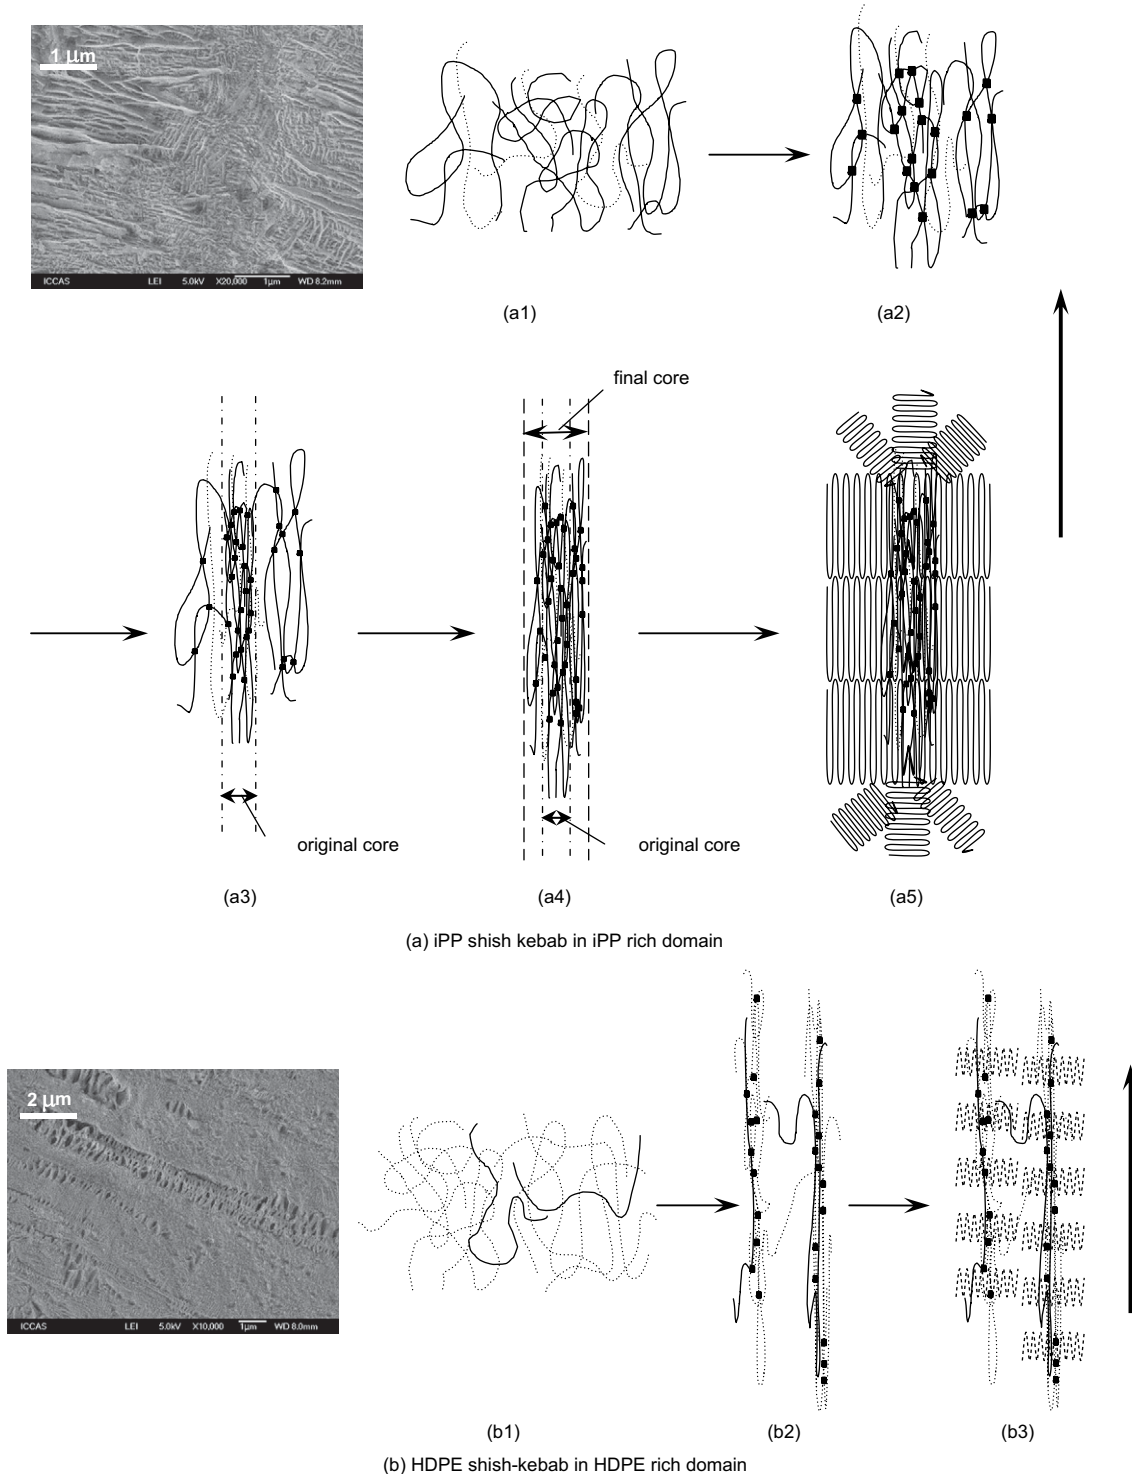 1 μm
ICCAS LEI 5.0kV X20,000 1μm WD 8.2mm
(a1)
(a2)
final core
original core
original core
(a3)
(a4)
(a5)
(a) iPP shish kebab in iPP rich domain
2 μm
ICCAS LEI 5.0kV X10,000 1μm WD 8.0mm
(b1)
(b2)
(b3)
(b) HDPE shish-kebab in HDPE rich domain